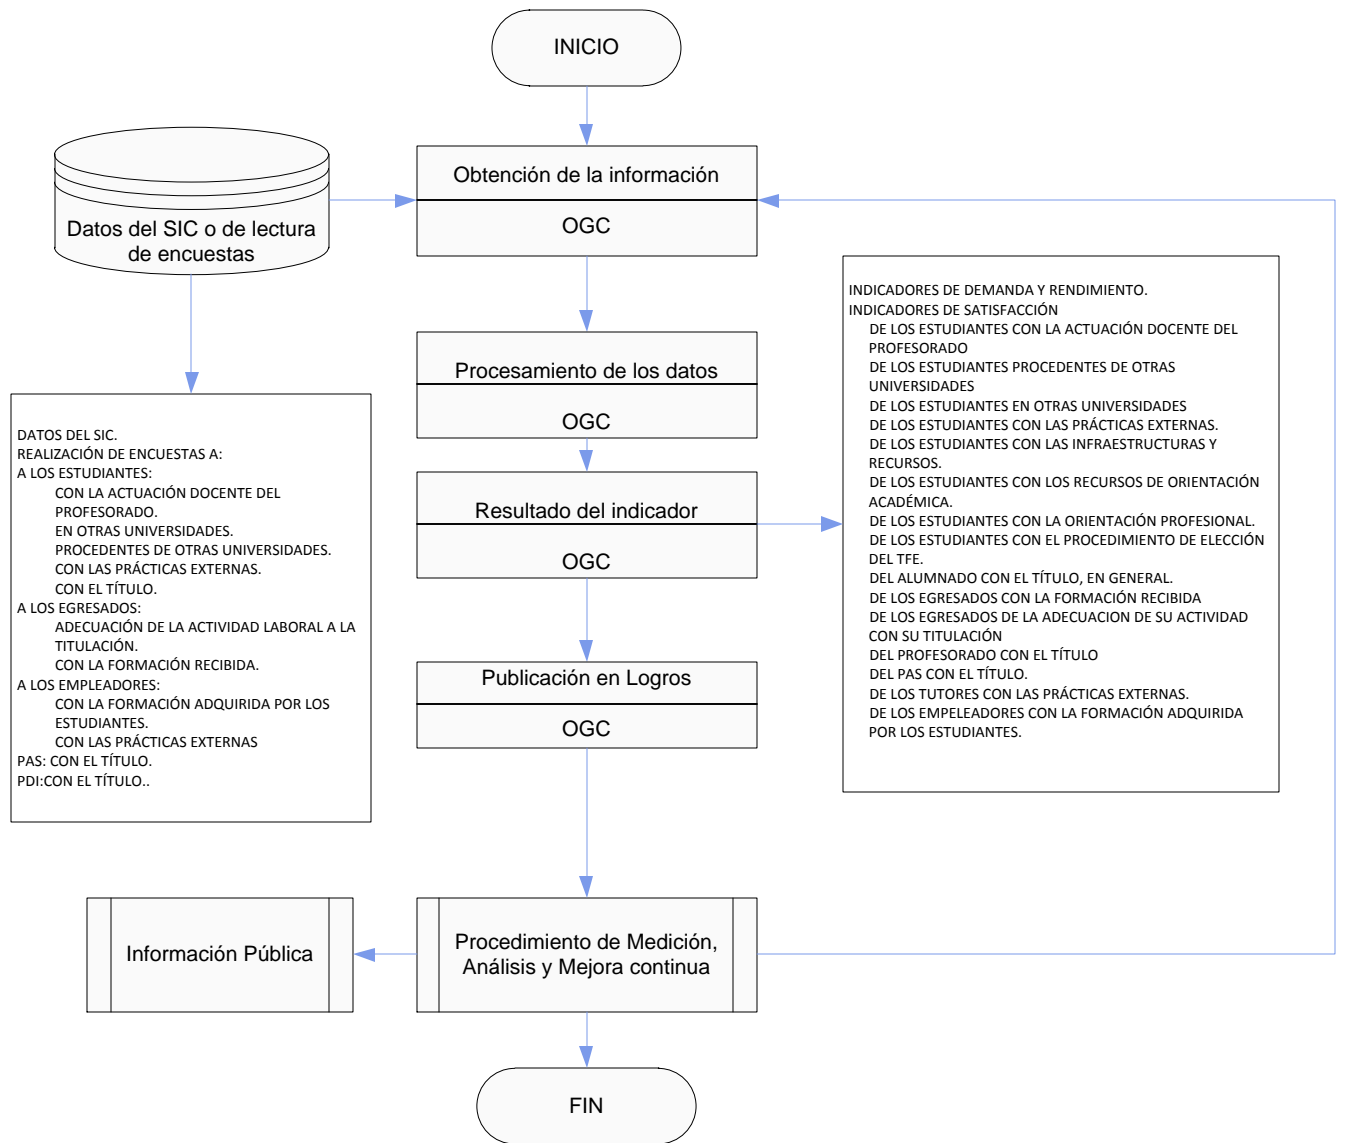 INICIO
Datos del SIC o de lectura
de encuestas
Obtención de la información
OGC
Procesamiento de los datos
OGC
Resultado del indicador
OGC
Publicación en Logros
OGC
DATOS DEL SIC.
REALIZACIÓN DE ENCUESTAS A:
A LOS ESTUDIANTES:
CON LA ACTUACIÓN DOCENTE DEL
PROFESORADO.
EN OTRAS UNIVERSIDADES.
PROCEDENTES DE OTRAS UNIVERSIDADES.
CON LAS PRÁCTICAS EXTERNAS.
CON EL TÍTULO.
A LOS EGRESADOS:
ADECUACIÓN DE LA ACTIVIDAD LABORAL A LA
TITULACIÓN.
CON LA FORMACIÓN RECIBIDA.
A LOS EMPLEADORES:
CON LA FORMACIÓN ADQUIRIDA POR LOS
ESTUDIANTES.
CON LAS PRÁCTICAS EXTERNAS
PAS: CON EL TÍTULO.
PDI:CON EL TÍTULO..
INDICADORES DE DEMANDA Y RENDIMIENTO.
INDICADORES DE SATISFACCIÓN
DE LOS ESTUDIANTES CON LA ACTUACIÓN DOCENTE DEL
PROFESORADO
DE LOS ESTUDIANTES PROCEDENTES DE OTRAS
UNIVERSIDADES
DE LOS ESTUDIANTES EN OTRAS UNIVERSIDADES
DE LOS ESTUDIANTES CON LAS PRÁCTICAS EXTERNAS.
DE LOS ESTUDIANTES CON LAS INFRAESTRUCTURAS Y
RECURSOS.
DE LOS ESTUDIANTES CON LOS RECURSOS DE ORIENTACIÓN
ACADÉMICA.
DE LOS ESTUDIANTES CON LA ORIENTACIÓN PROFESIONAL.
DE LOS ESTUDIANTES CON EL PROCEDIMIENTO DE ELECCIÓN
DEL TFE.
DEL ALUMNADO CON EL TÍTULO, EN GENERAL.
DE LOS EGRESADOS CON LA FORMACIÓN RECIBIDA
DE LOS EGRESADOS DE LA ADECUACION DE SU ACTIVIDAD
CON SU TITULACIÓN
DEL PROFESORADO CON EL TÍTULO
DEL PAS CON EL TÍTULO.
DE LOS TUTORES CON LAS PRÁCTICAS EXTERNAS.
DE LOS EMPELEADORES CON LA FORMACIÓN ADQUIRIDA
POR LOS ESTUDIANTES.
Información Pública
Procedimiento de Medición,
Análisis y Mejora continua
FIN